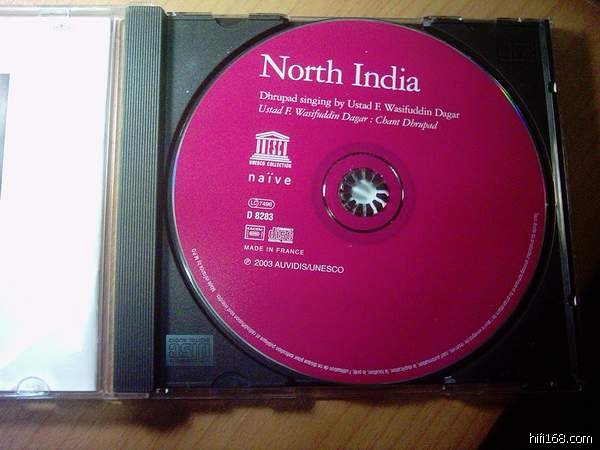 North India
Dhrupad singing by Ustad F. Wasifuddin Dagar
Ustad F. Wasifuddin Dagar : Chant Dhrupad
UNESCO COLLECTION
naïve
LC 7496
D 8283
MADE IN FRANCE
℗ 2003 AUVIDIS/UNESCO
hifi168.com